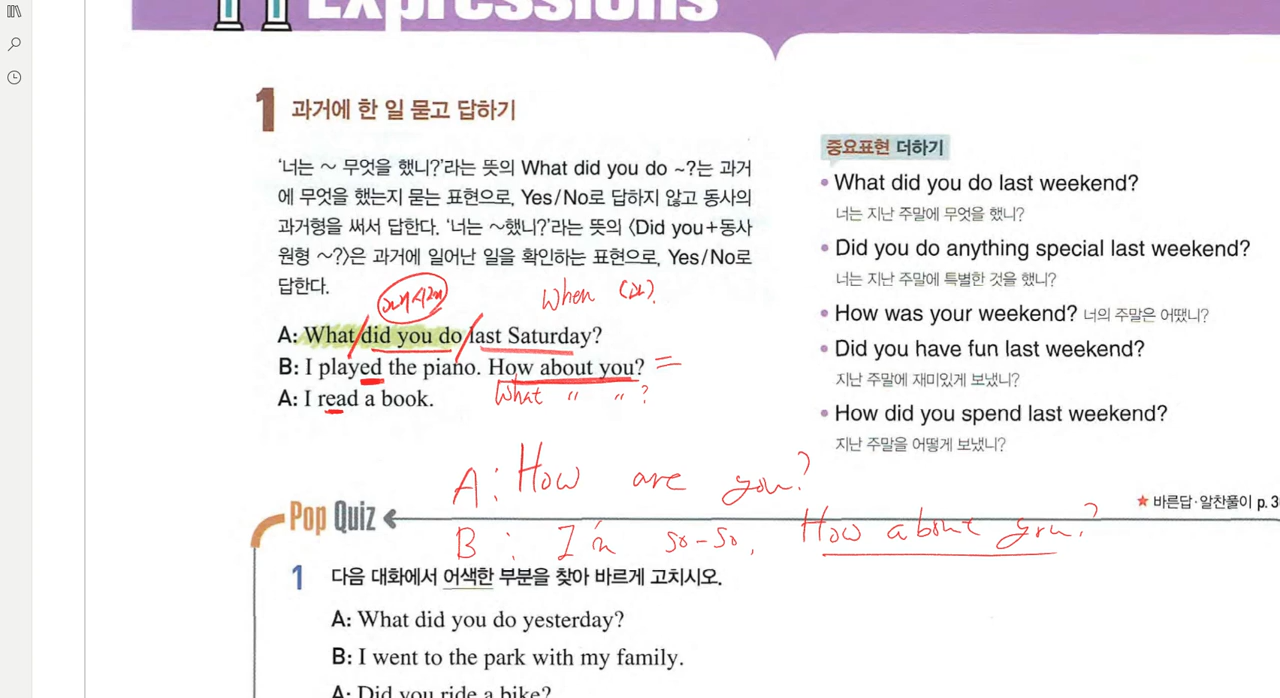 Expressions
1 과거에 한 일 묻고 답하기
‘너는 ~ 무엇을 했니?’라는 뜻의 What did you do ~?는 과거
에 무엇을 했는지 묻는 표현으로, Yes/No로 답하지 않고 동사의
과거형을 써서 답한다. ‘너는 ~했니?’라는 뜻의 〈Did you+동사
원형 ~?〉은 과거에 일어난 일을 확인하는 표현으로, Yes/No로
답한다.
When
A: What did you do last Saturday?
B: I played the piano. How about you? =
What 〃 〃 ?
A: I read a book.
중요표현 더하기
• What did you do last weekend?
너는 지난 주말에 무엇을 했니?
• Did you do anything special last weekend?
너는 지난 주말에 특별한 것을 했니?
• How was your weekend? 너의 주말은 어땠니?
• Did you have fun last weekend?
지난 주말에 재미있게 보냈니?
• How did you spend last weekend?
지난 주말을 어떻게 보냈니?
A: How are you?
B: I'm so-so, How about you?
★ 바른답·알찬풀이 p. 3
Pop Quiz
1 다음 대화에서 어색한 부분을 찾아 바르게 고치시오.
A: What did you do yesterday?
B: I went to the park with my family.
A: Did you ride a bike?